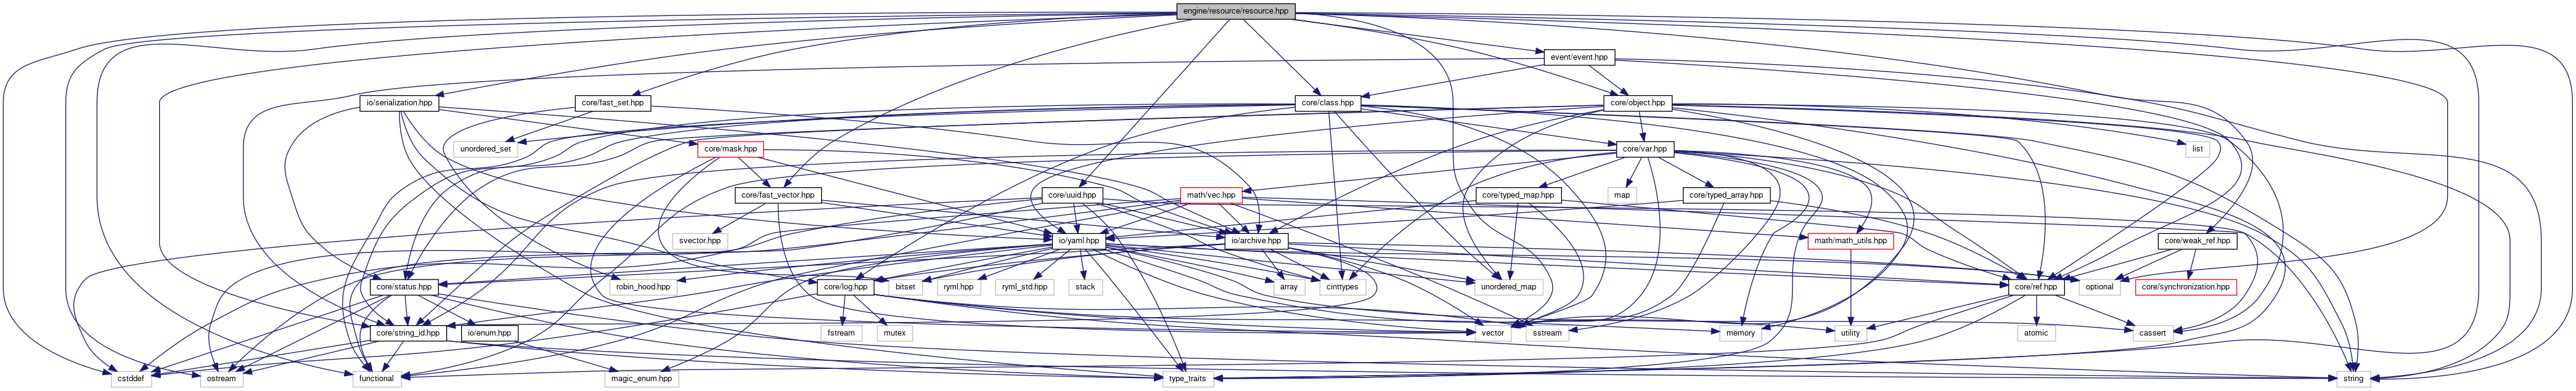 engine/resource/resource.hpp
event/event.hpp
io/serialization.hpp
core/fast_set.hpp
core/class.hpp
core/object.hpp
unordered_set
core/mask.hpp
core/var.hpp
list
core/fast_vector.hpp
core/uuid.hpp
math/vec.hpp
core/typed_map.hpp
map
core/typed_array.hpp
svector.hpp
io/yaml.hpp
io/archive.hpp
math/math_utils.hpp
core/weak_ref.hpp
core/status.hpp
robin_hood.hpp
core/log.hpp
bitset
ryml.hpp
ryml_std.hpp
stack
array
cinttypes
unordered_map
core/ref.hpp
optional
core/synchronization.hpp
core/string_id.hpp
io/enum.hpp
fstream
mutex
vector
sstream
memory
utility
atomic
cassert
cstddef
ostream
functional
magic_enum.hpp
type_traits
string